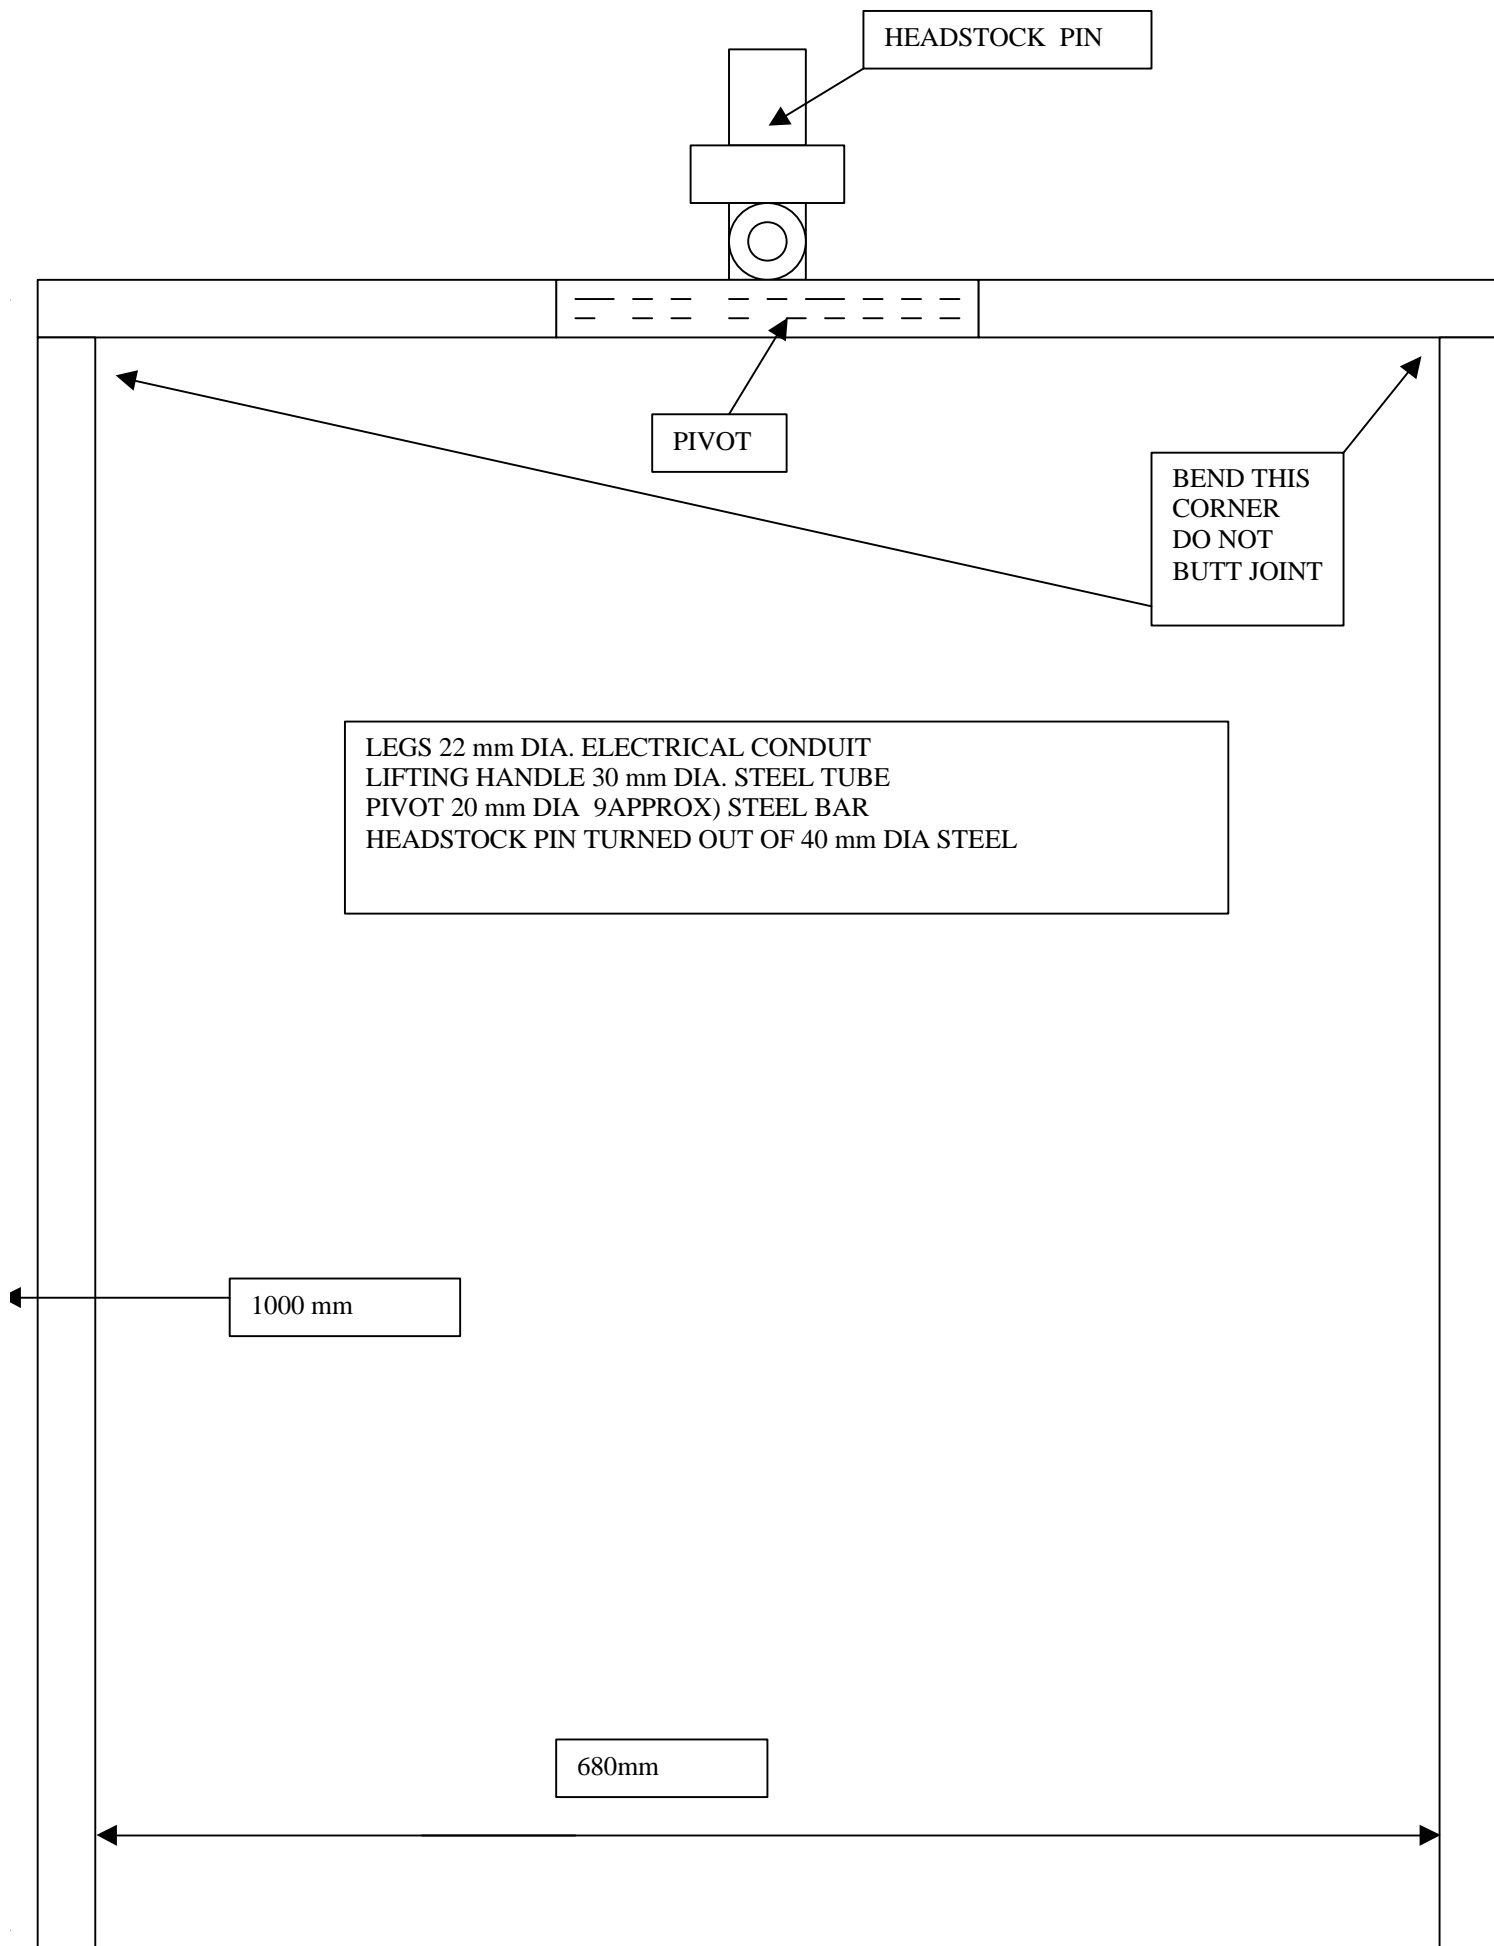 HEADSTOCK  PIN
PIVOT
BEND THIS
CORNER
DO NOT
BUTT JOINT
LEGS 22 mm DIA. ELECTRICAL CONDUIT
LIFTING HANDLE 30 mm DIA. STEEL TUBE
PIVOT 20 mm DIA  9APPROX) STEEL BAR
HEADSTOCK PIN TURNED OUT OF 40 mm DIA STEEL
1000 mm
680mm